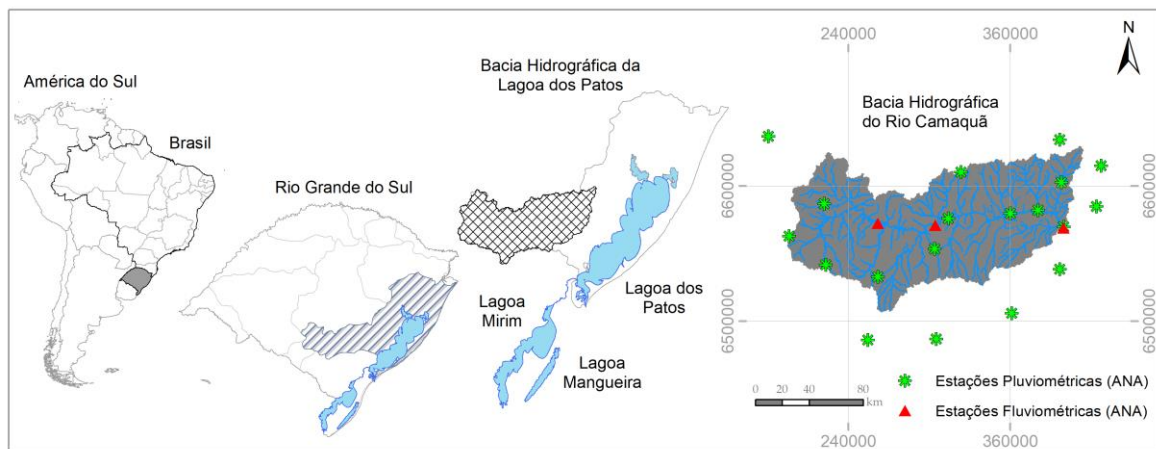 América do Sul
Brasil
Rio Grande do Sul
Bacia Hidrográfica da
Lagoa dos Patos
Lagoa dos
Patos
Lagoa
Mirim
Lagoa
Mangueira
240000
360000
N
Bacia Hidrográfica
do Rio Camaquã
6600000
6600000
6500000
6500000
0
20
40
80
km
Estações Pluviométricas (ANA)
Estações Fluviométricas (ANA)
240000
360000